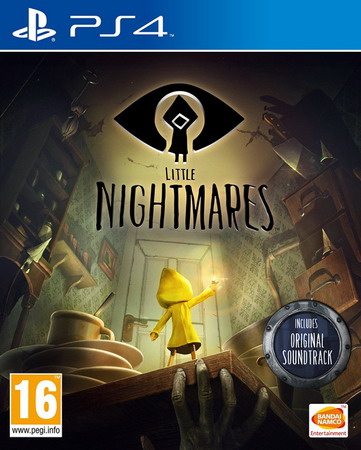 PS4
LITTLE
NIGHTMARES
INCLUDES
ORIGINAL
SOUNDTRACK
16
www.pegi.info
BANDAI
NAMCO
Entertainment